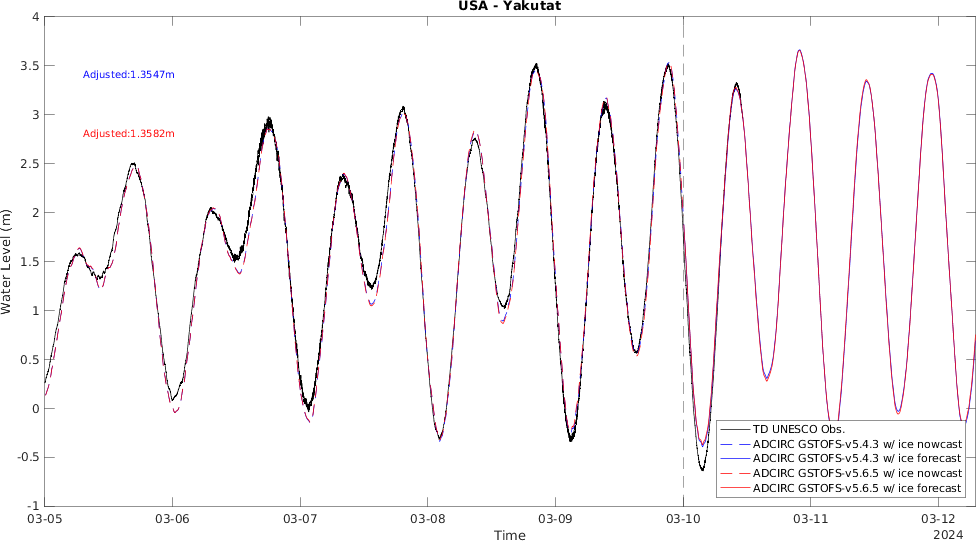 USA - Yakutat
4
3.5
3
2.5
2
1.5
1
0.5
0
-0.5
-1
Water Level (m)
Adjusted:1.3547m
Adjusted:1.3582m
TD UNESCO Obs.
ADCIRC GSTOFS-v5.4.3 w/ ice nowcast
ADCIRC GSTOFS-v5.4.3 w/ ice forecast
ADCIRC GSTOFS-v5.6.5 w/ ice nowcast
ADCIRC GSTOFS-v5.6.5 w/ ice forecast
03-05 03-06 03-07 03-08 03-09 03-10 03-11 03-12
Time
2024